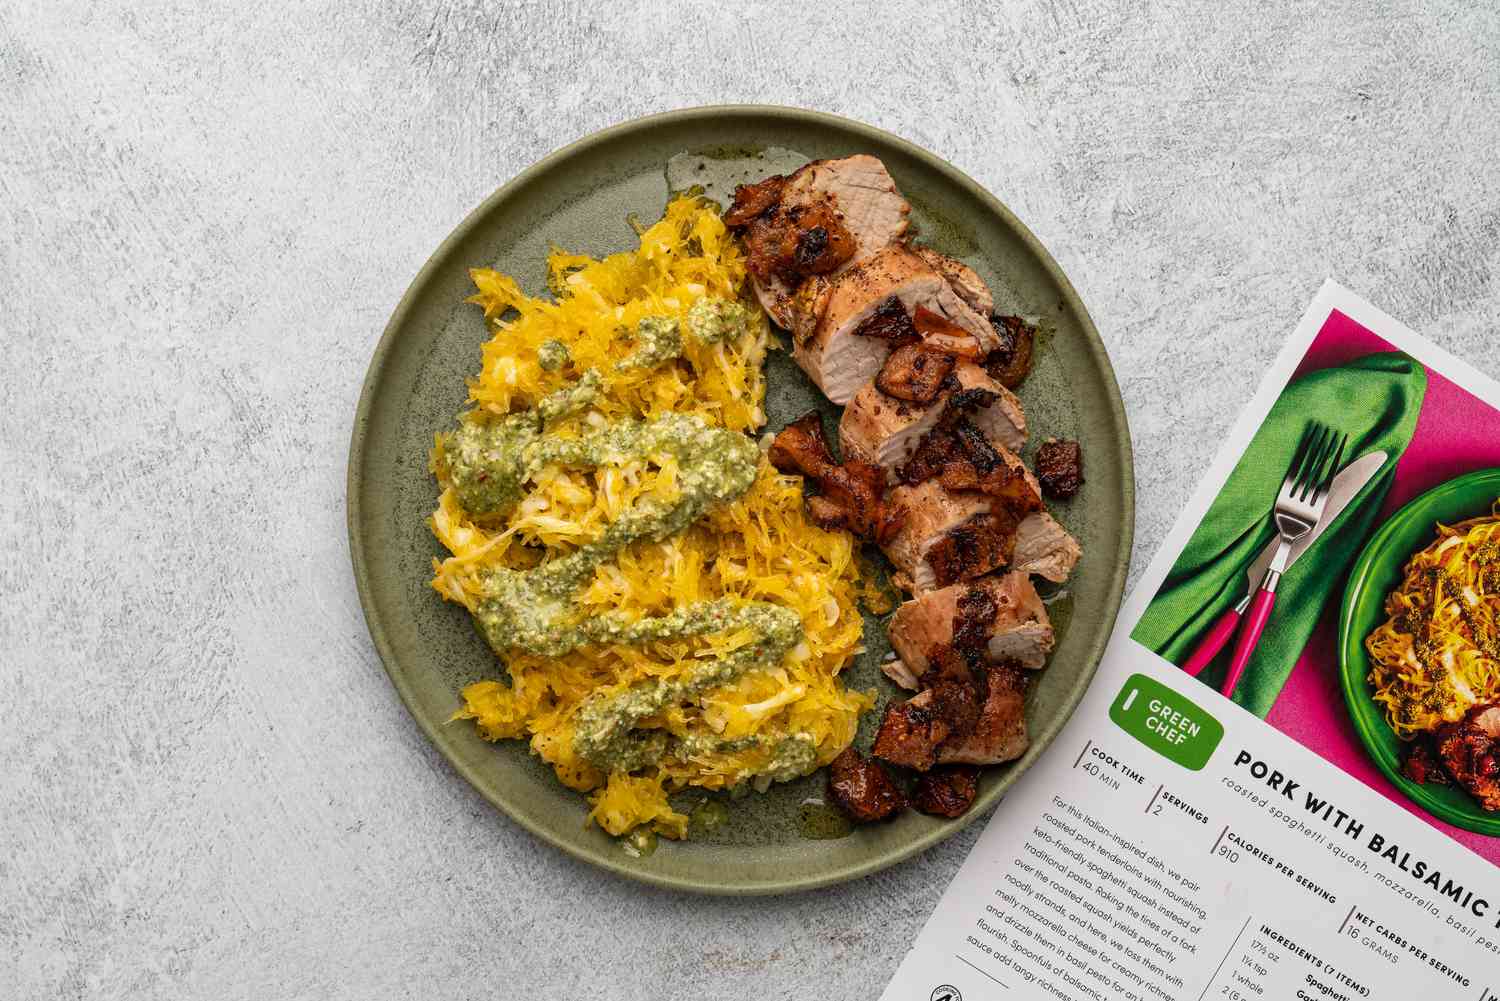 GREEN
CHEF
PORK WITH BALSAMIC
roasted spaghetti squash, mozzarella, basil
COOK TIME
40 MIN
SERVINGS
2
CALORIES PER SERVING
910
NET CARBS PER SERVING
16 GRAMS
For this Italian-inspired dish, we pair
roasted pork tenderloins with nourishing,
keto-friendly spaghetti squash instead of
traditional pasta. Raking the tines of a fork
over the roasted squash yields perfectly
noodly strands, and here, we toss them with
melly mozzarella cheese for creamy richness
and drizzle them in basil pesto for an
flourish. Spoonfuls of balsamic
sauce add tangy richness
INGREDIENTS (7 ITEMS)
17½ oz
1¼ tsp
1 whole
2 (6